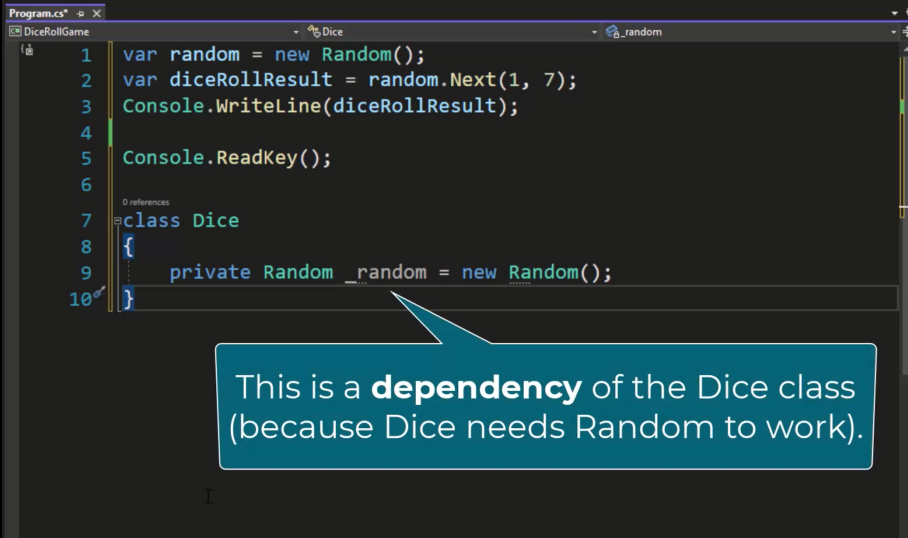 Program.cs*
DiceRollGame
Dice
_random
1 var random = new Random();
2 var diceRollResult = random.Next(1, 7);
3 Console.WriteLine(diceRollResult);
4
5 Console.ReadKey();
6
0 references
7 class Dice
8 {
9 private Random _random = new Random();
10 }
This is a dependency of the Dice class
(because Dice needs Random to work).